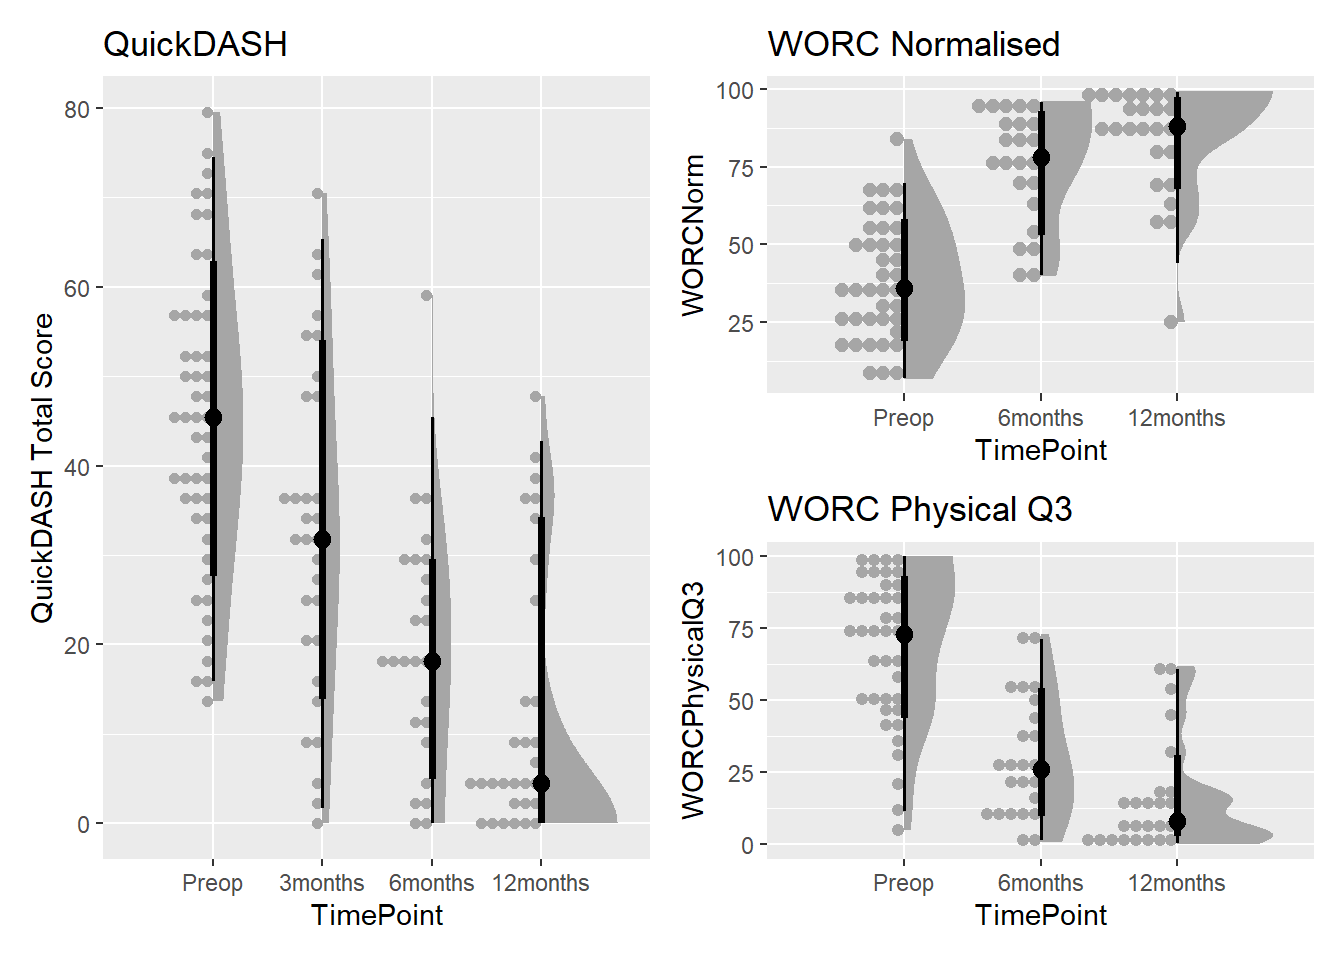 QuickDASH
QuickDASH Total Score
80
60
40
20
0
Preop 3months 6months 12months
TimePoint
WORC Normalised
WORCNorm
100
75
50
25
Preop 6months 12months
TimePoint
WORC Physical Q3
WORCPhysicalQ3
100
75
50
25
0
Preop 6months 12months
TimePoint